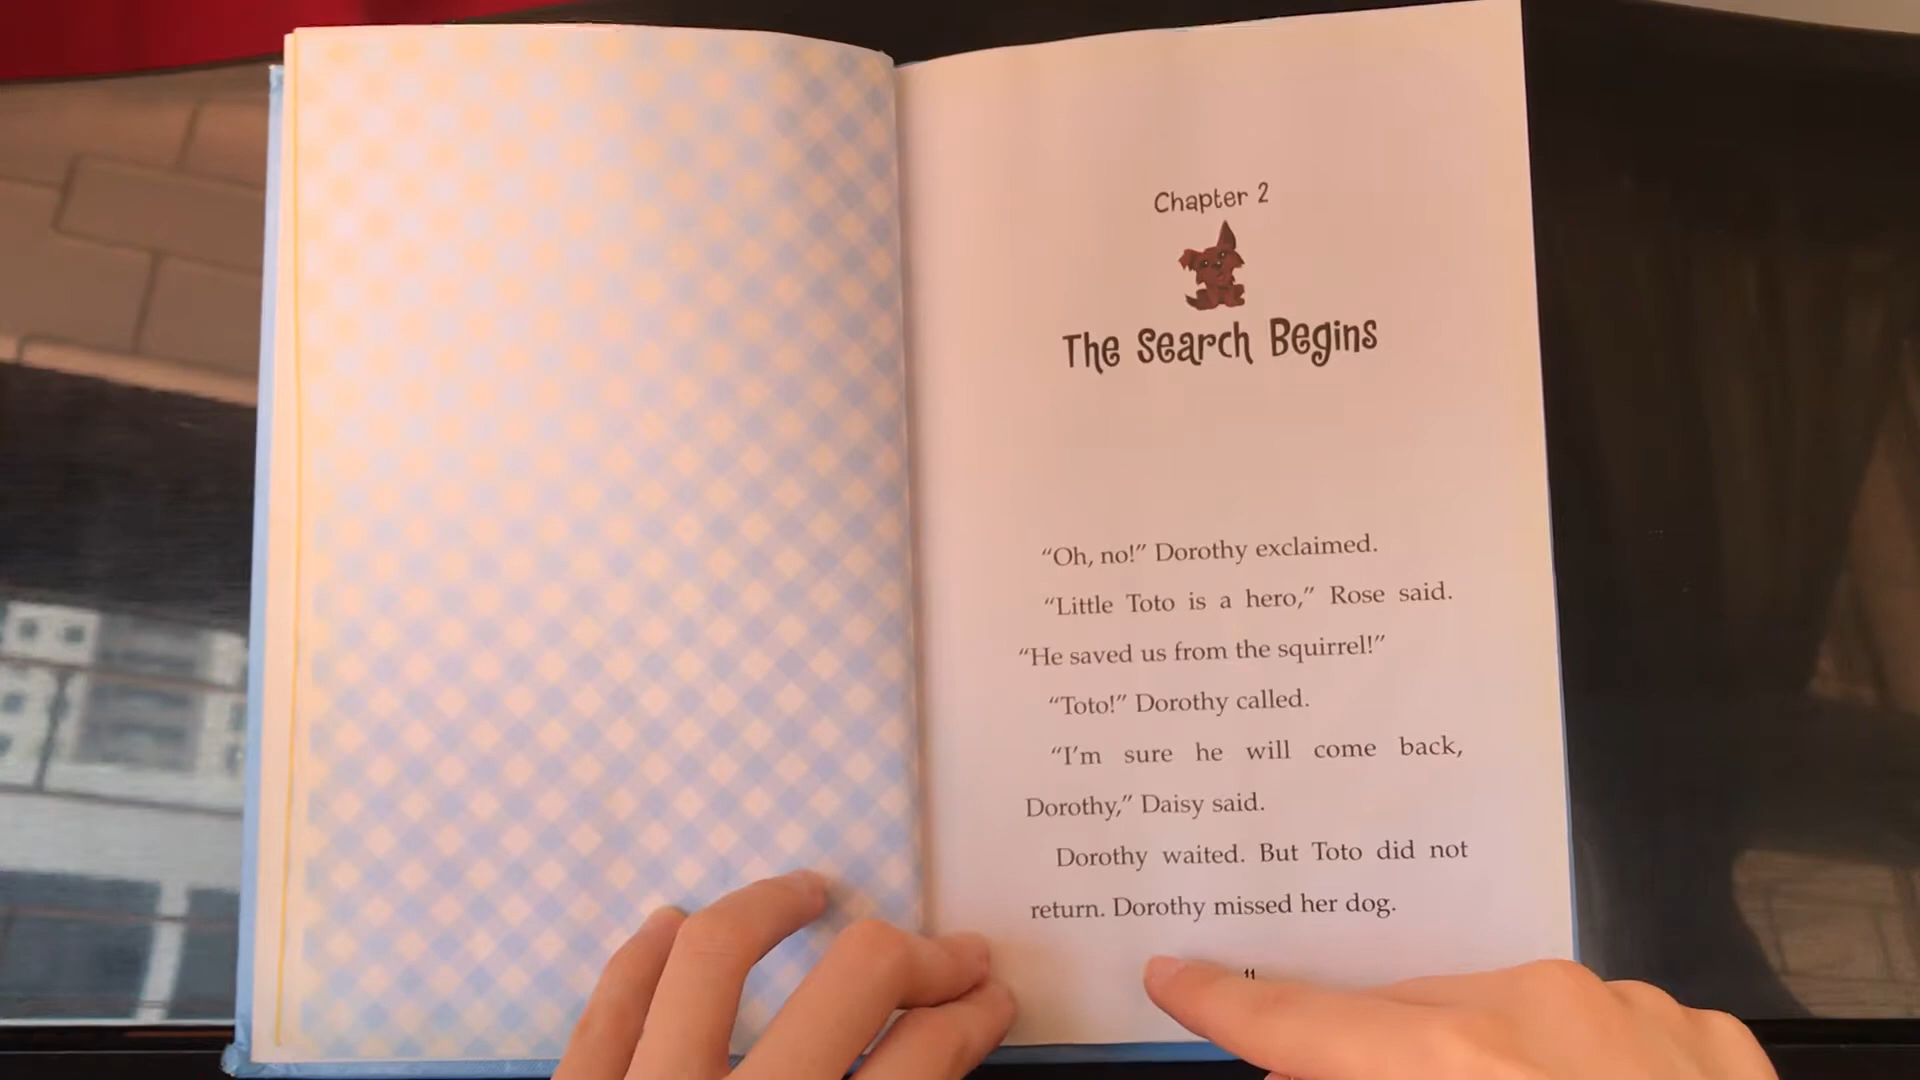 Chapter 2
The Search Begins
“Oh, no!” Dorothy exclaimed.
“Little Toto is a hero,” Rose said.
“He saved us from the squirrel!”
“Toto!” Dorothy called.
“I’m sure he will come back,
Dorothy,” Daisy said.
Dorothy waited. But Toto did not
return. Dorothy missed her dog.
11